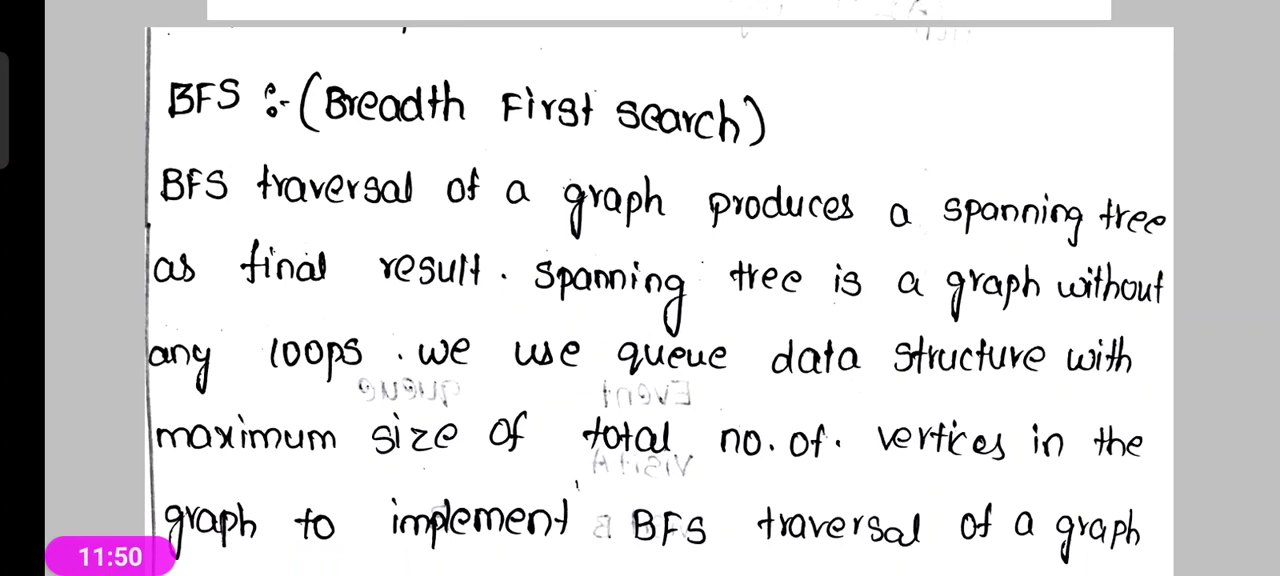 BFS :- (Breadth First Search)
BFS traversal of a graph produces a spanning tree
as final result. Spanning tree is a graph without
any loops. we use queue data structure with
maximum size of total no. of. vertices in the
graph to implement BFS traversal of a graph
11:50